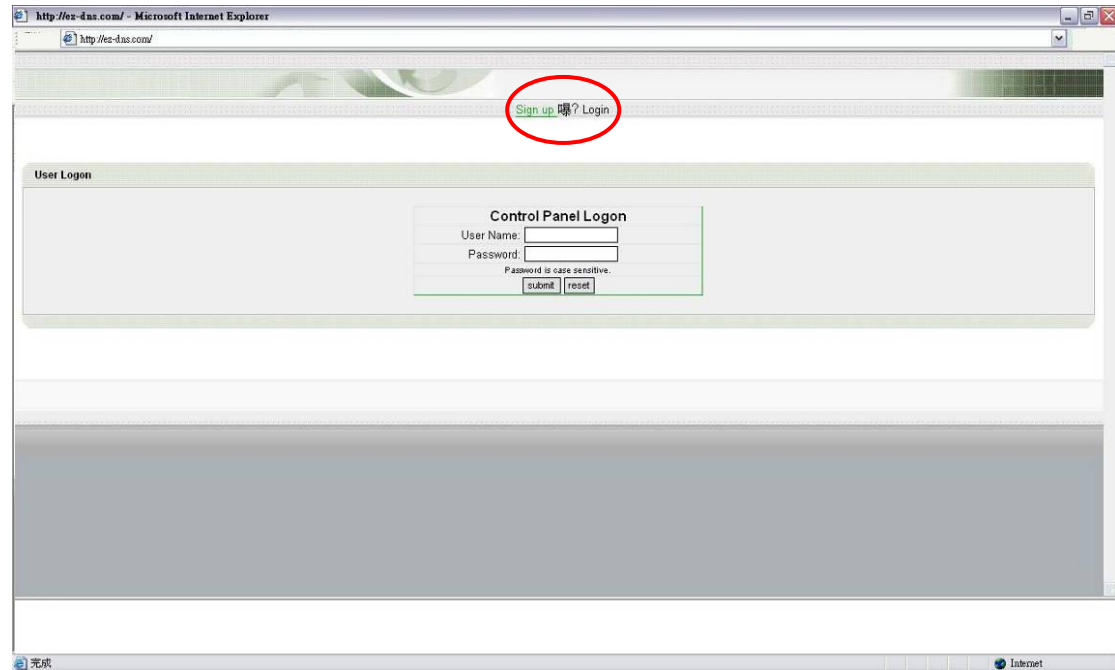 http://ez-dns.com/ - Microsoft Internet Explorer
http://ez-dns.com/
Sign up 曝? Login
User Logon
Control Panel Logon
User Name:
Password:
Password is case sensitive.
submit reset
完成 Internet